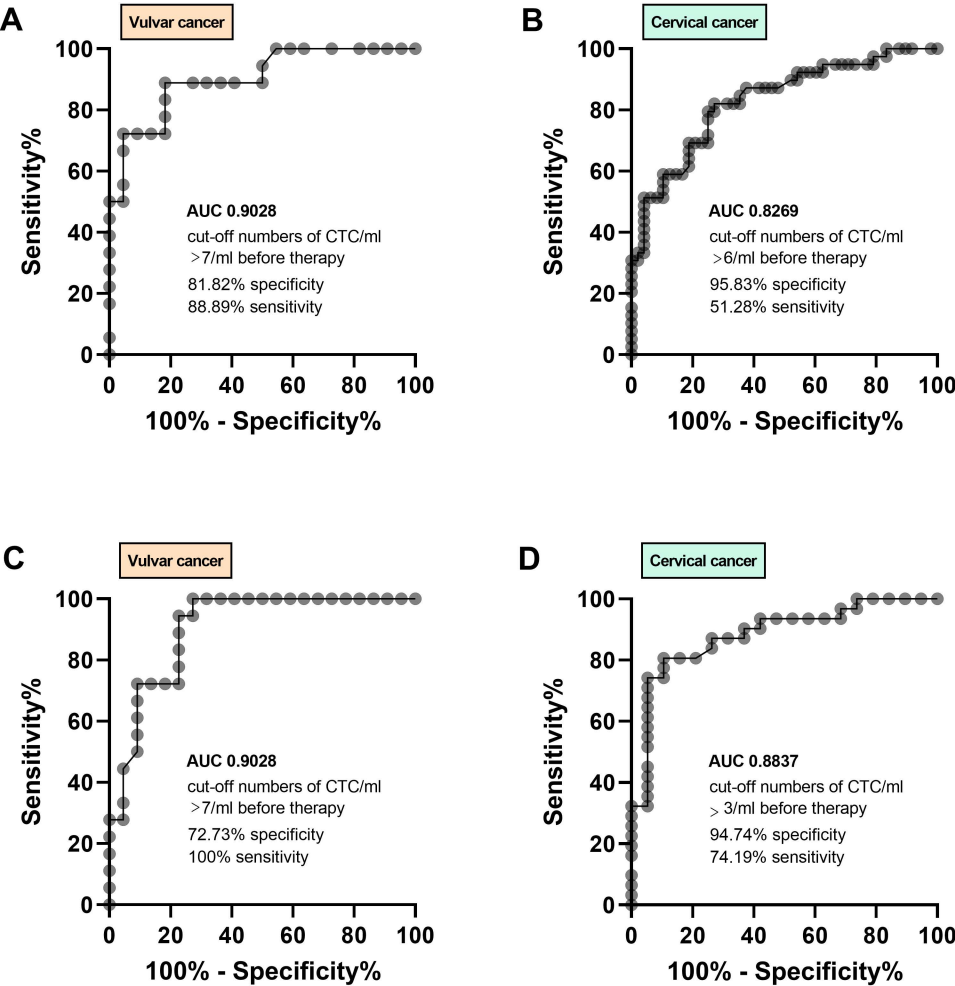 A
Vulvar cancer
100
80
60
40
20
0
Sensitivity%
AUC 0.9028
cut-off numbers of CTC/ml
>7/ml before therapy
81.82% specificity
88.89% sensitivity
0 20 40 60 80 100
100% - Specificity%
B
Cervical cancer
100
80
60
40
20
0
Sensitivity%
AUC 0.8269
cut-off numbers of CTC/ml
>6/ml before therapy
95.83% specificity
51.28% sensitivity
0 20 40 60 80 100
100% - Specificity%
C
Vulvar cancer
100
80
60
40
20
0
Sensitivity%
AUC 0.9028
cut-off numbers of CTC/ml
>7/ml before therapy
72.73% specificity
100% sensitivity
0 20 40 60 80 100
100% - Specificity%
D
Cervical cancer
100
80
60
40
20
0
Sensitivity%
AUC 0.8837
cut-off numbers of CTC/ml
> 3/ml before therapy
94.74% specificity
74.19% sensitivity
0 20 40 60 80 100
100% - Specificity%